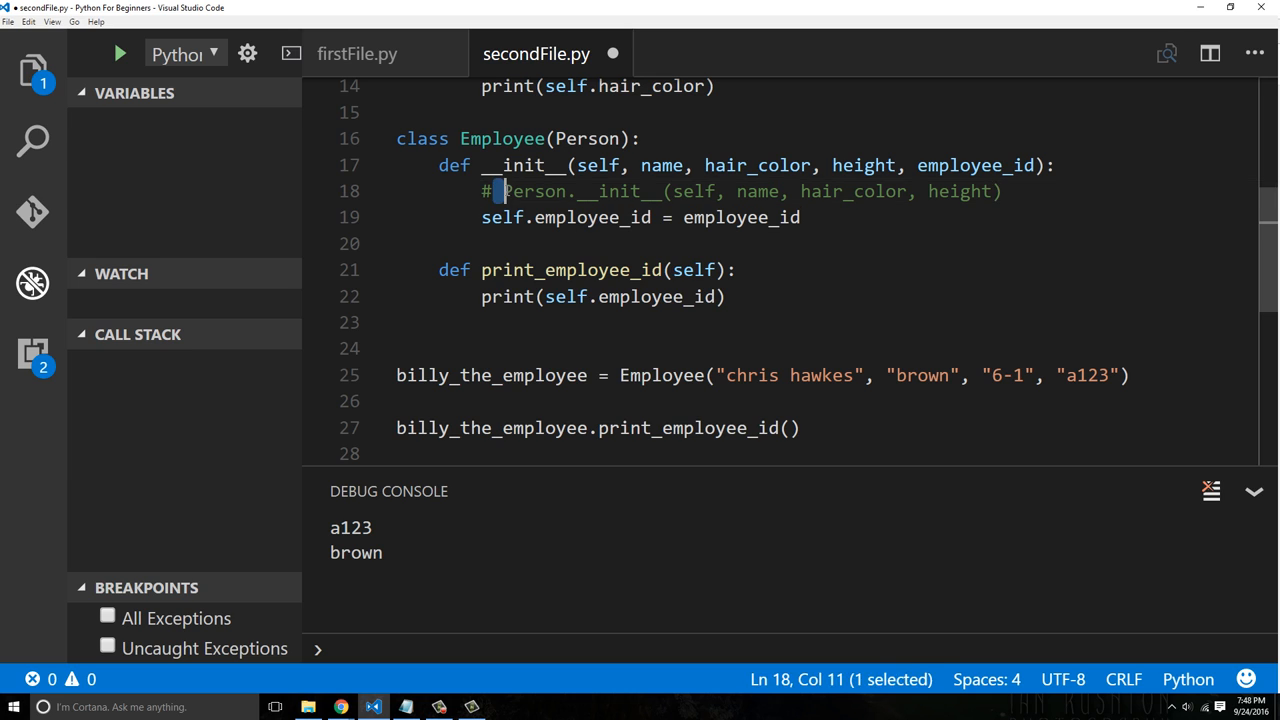 ● secondFile.py - Python For Beginners - Visual Studio Code
File Edit View Go Help
Python
firstFile.py
secondFile.py
1
2
VARIABLES
WATCH
CALL STACK
BREAKPOINTS
All Exceptions
Uncaught Exceptions
14 print(self.hair_color)
15
16 class Employee(Person):
17 def __init__(self, name, hair_color, height, employee_id):
18 # Person.__init__(self, name, hair_color, height)
19 self.employee_id = employee_id
20
21 def print_employee_id(self):
22 print(self.employee_id)
23
24
25 billy_the_employee = Employee("chris hawkes", "brown", "6-1", "a123")
26
27 billy_the_employee.print_employee_id()
28
DEBUG CONSOLE
a123
brown
0 0 Ln 18, Col 11 (1 selected) Spaces: 4 UTF-8 CRLF Python
I'm Cortana. Ask me anything.
7:48 PM
9/24/2016